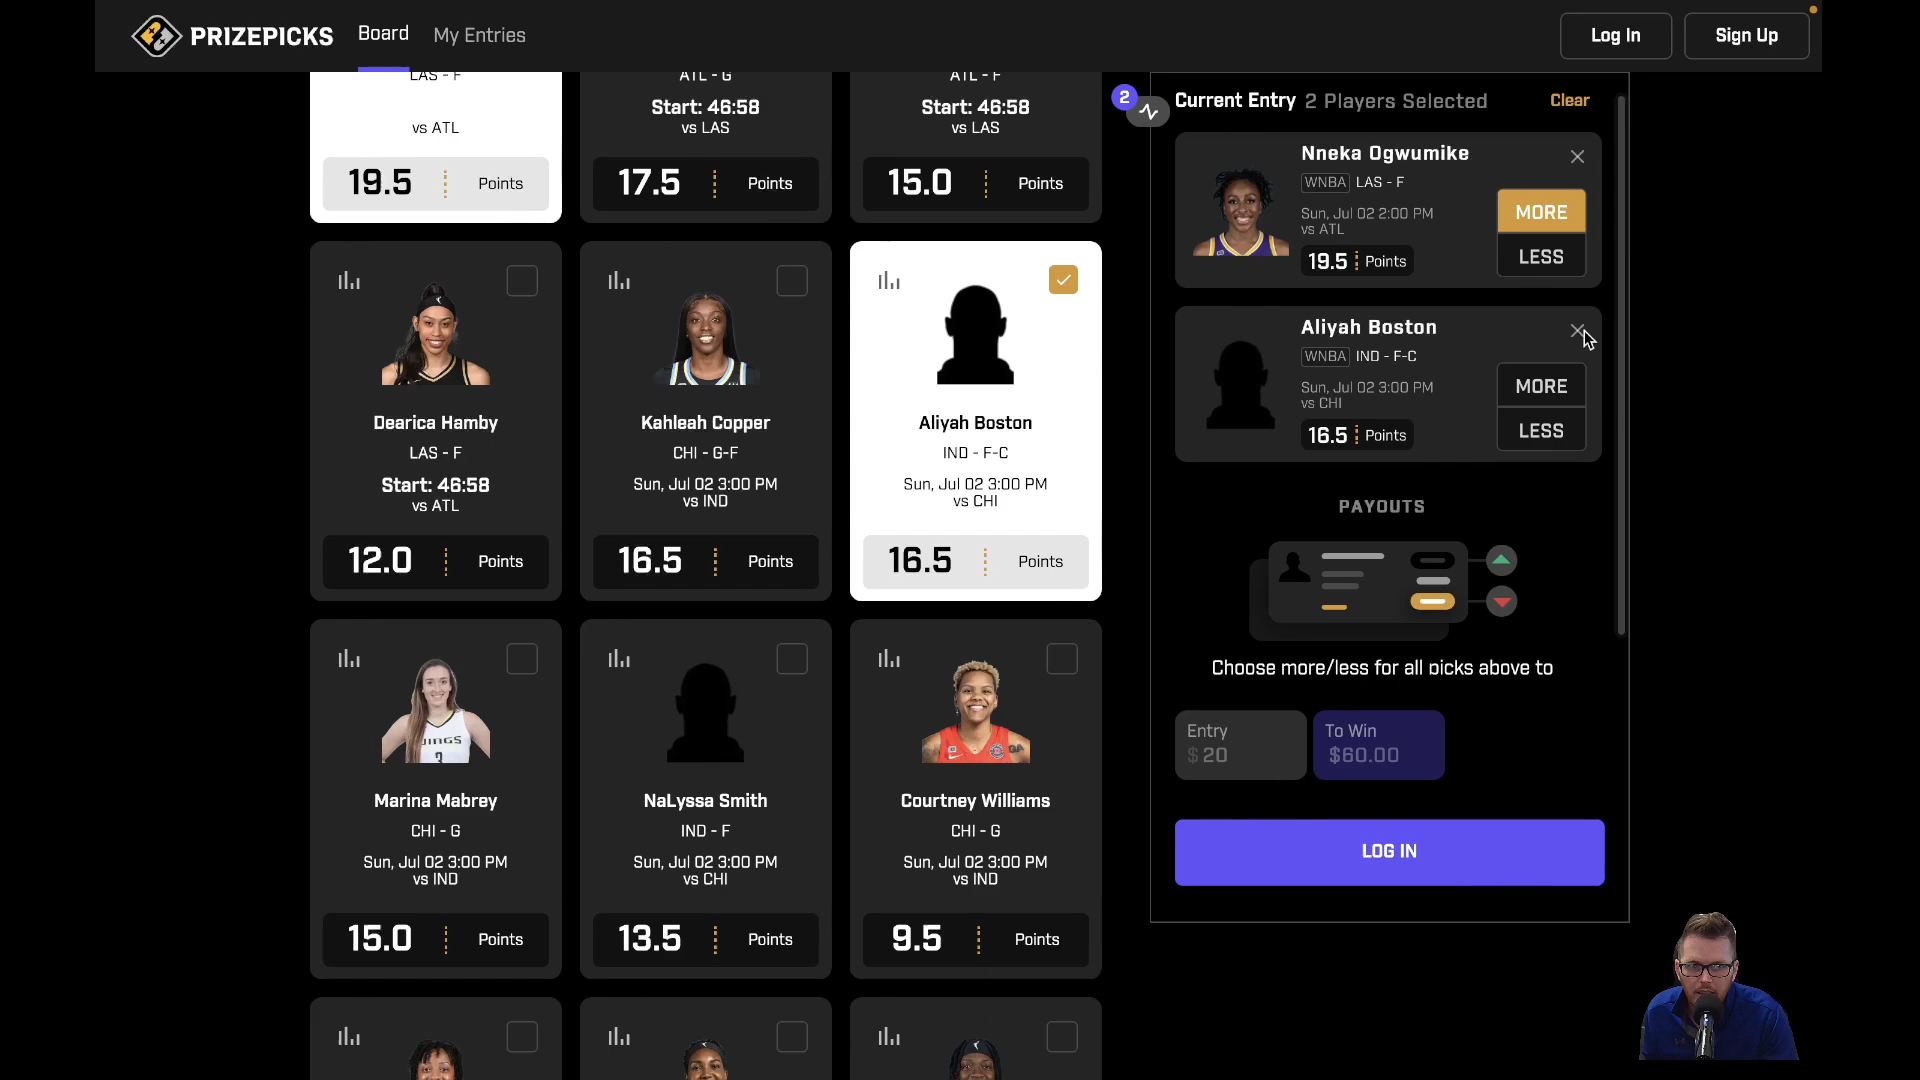 PRIZEPICKS
Board
My Entries
Log In
Sign Up
LAS - F
vs ATL
19.5 Points
ATL - G
Start: 46:58
vs LAS
17.5 Points
ATL - F
Start: 46:58
vs LAS
15.0 Points
Dearica Hamby
LAS - F
Start: 46:58
vs ATL
12.0 Points
Kahleah Copper
CHI - G-F
Sun, Jul 02 3:00 PM
vs IND
16.5 Points
Aliyah Boston
IND - F-C
Sun, Jul 02 3:00 PM
vs CHI
16.5 Points
WINGS
3
Marina Mabrey
CHI - G
Sun, Jul 02 3:00 PM
vs IND
15.0 Points
NaLyssa Smith
IND - F
Sun, Jul 02 3:00 PM
vs CHI
13.5 Points
Courtney Williams
CHI - G
Sun, Jul 02 3:00 PM
vs IND
9.5 Points
2
Current Entry 2 Players Selected
Clear
Nneka Ogwumike
WNBA LAS - F
Sun, Jul 02 2:00 PM
vs ATL
19.5 Points
MORE
LESS
Aliyah Boston
WNBA IND - F-C
Sun, Jul 02 3:00 PM
vs CHI
16.5 Points
MORE
LESS
PAYOUTS
Choose more/less for all picks above to
Entry
$ 20
To Win
$60.00
LOG IN